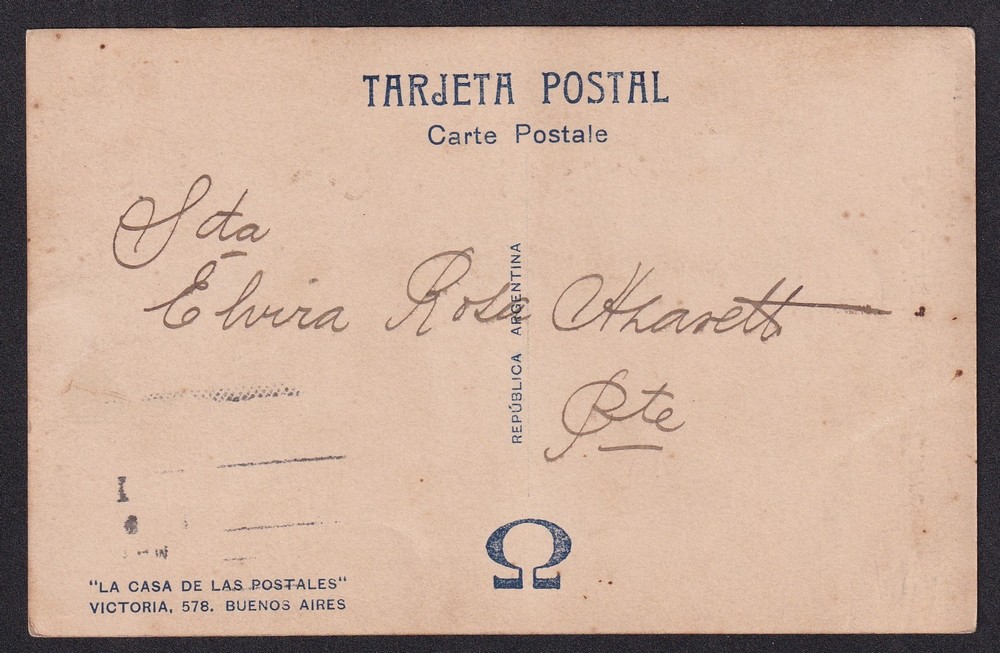 TARJETA POSTAL
Carte Postale
Sta
Elvira Rosa
Pte
REPÚBLICA ARGENTINA
Ω
"LA CASA DE LAS POSTALES"
VICTORIA, 578. BUENOS AIRES